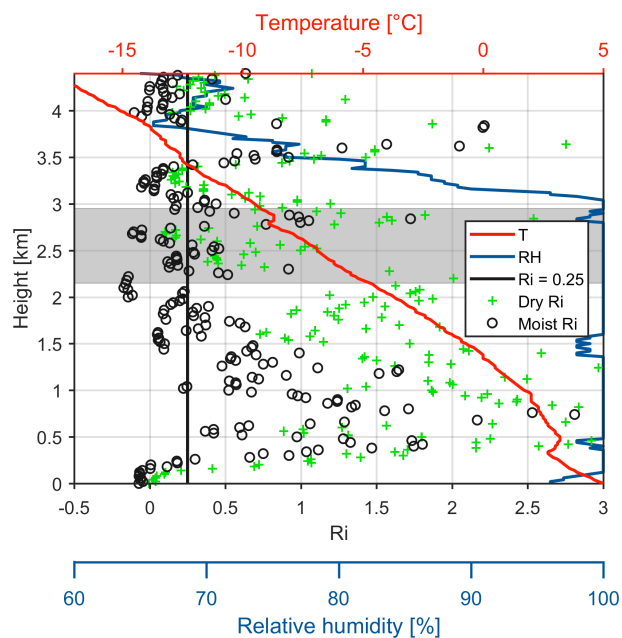 Temperature [°C]
-15 -10 -5 0 5
4
3.5
3
2.5
2
1.5
1
0.5
0
Height [km]
T
RH
Ri = 0.25
Dry Ri
Moist Ri
-0.5 0 0.5 1 1.5 2 2.5 3
Ri
60 70 80 90 100
Relative humidity [%]